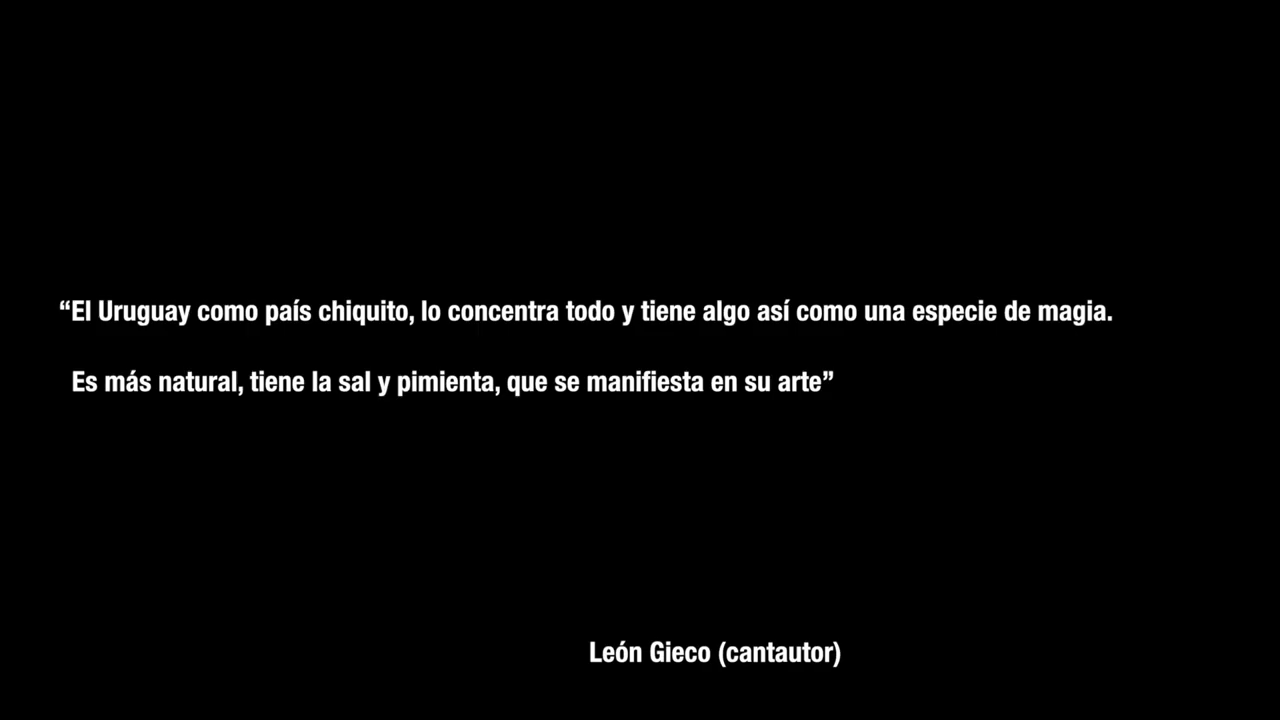 “El Uruguay como país chiquito, lo concentra todo y tiene algo así como una especie de magia.
Es más natural, tiene la sal y pimienta, que se manifiesta en su arte”
León Gieco (cantautor)